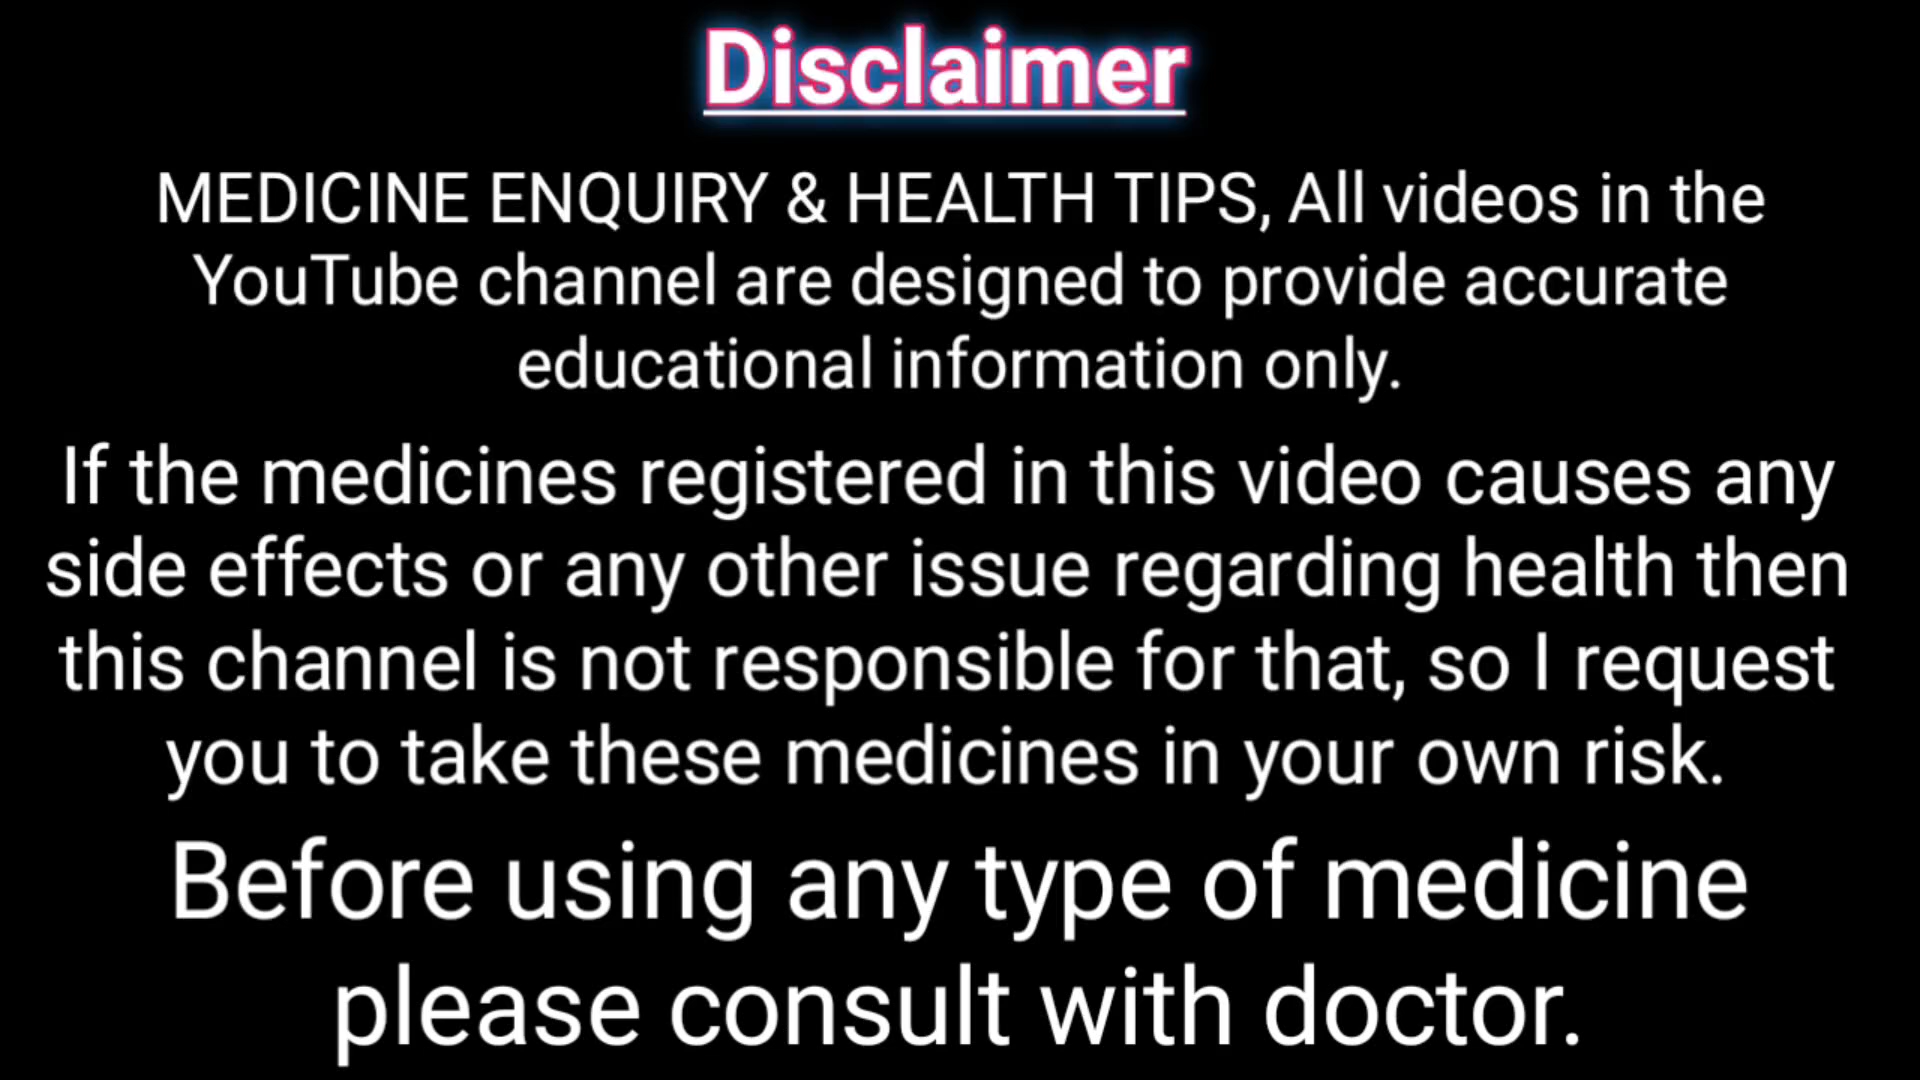 Disclaimer
MEDICINE ENQUIRY & HEALTH TIPS, All videos in the
YouTube channel are designed to provide accurate
educational information only.
If the medicines registered in this video causes any
side effects or any other issue regarding health then
this channel is not responsible for that, so I request
you to take these medicines in your own risk.
Before using any type of medicine
please consult with doctor.